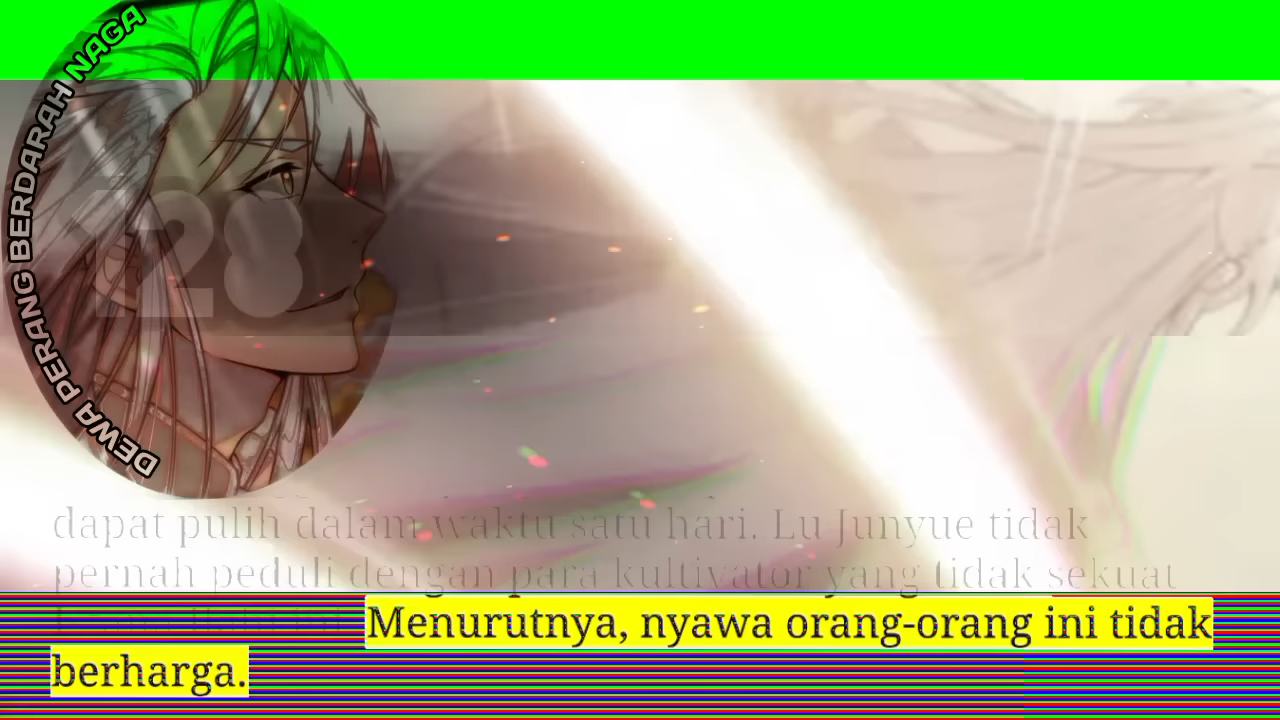 DEWA PERANG BERDARAH NAGA
128
dapat pulih dalam waktu satu hari. Lu Junyue tidak
pernah peduli dengan para kultivator yang tidak sekuat
Menurutnya, nyawa orang-orang ini tidak
berharga.